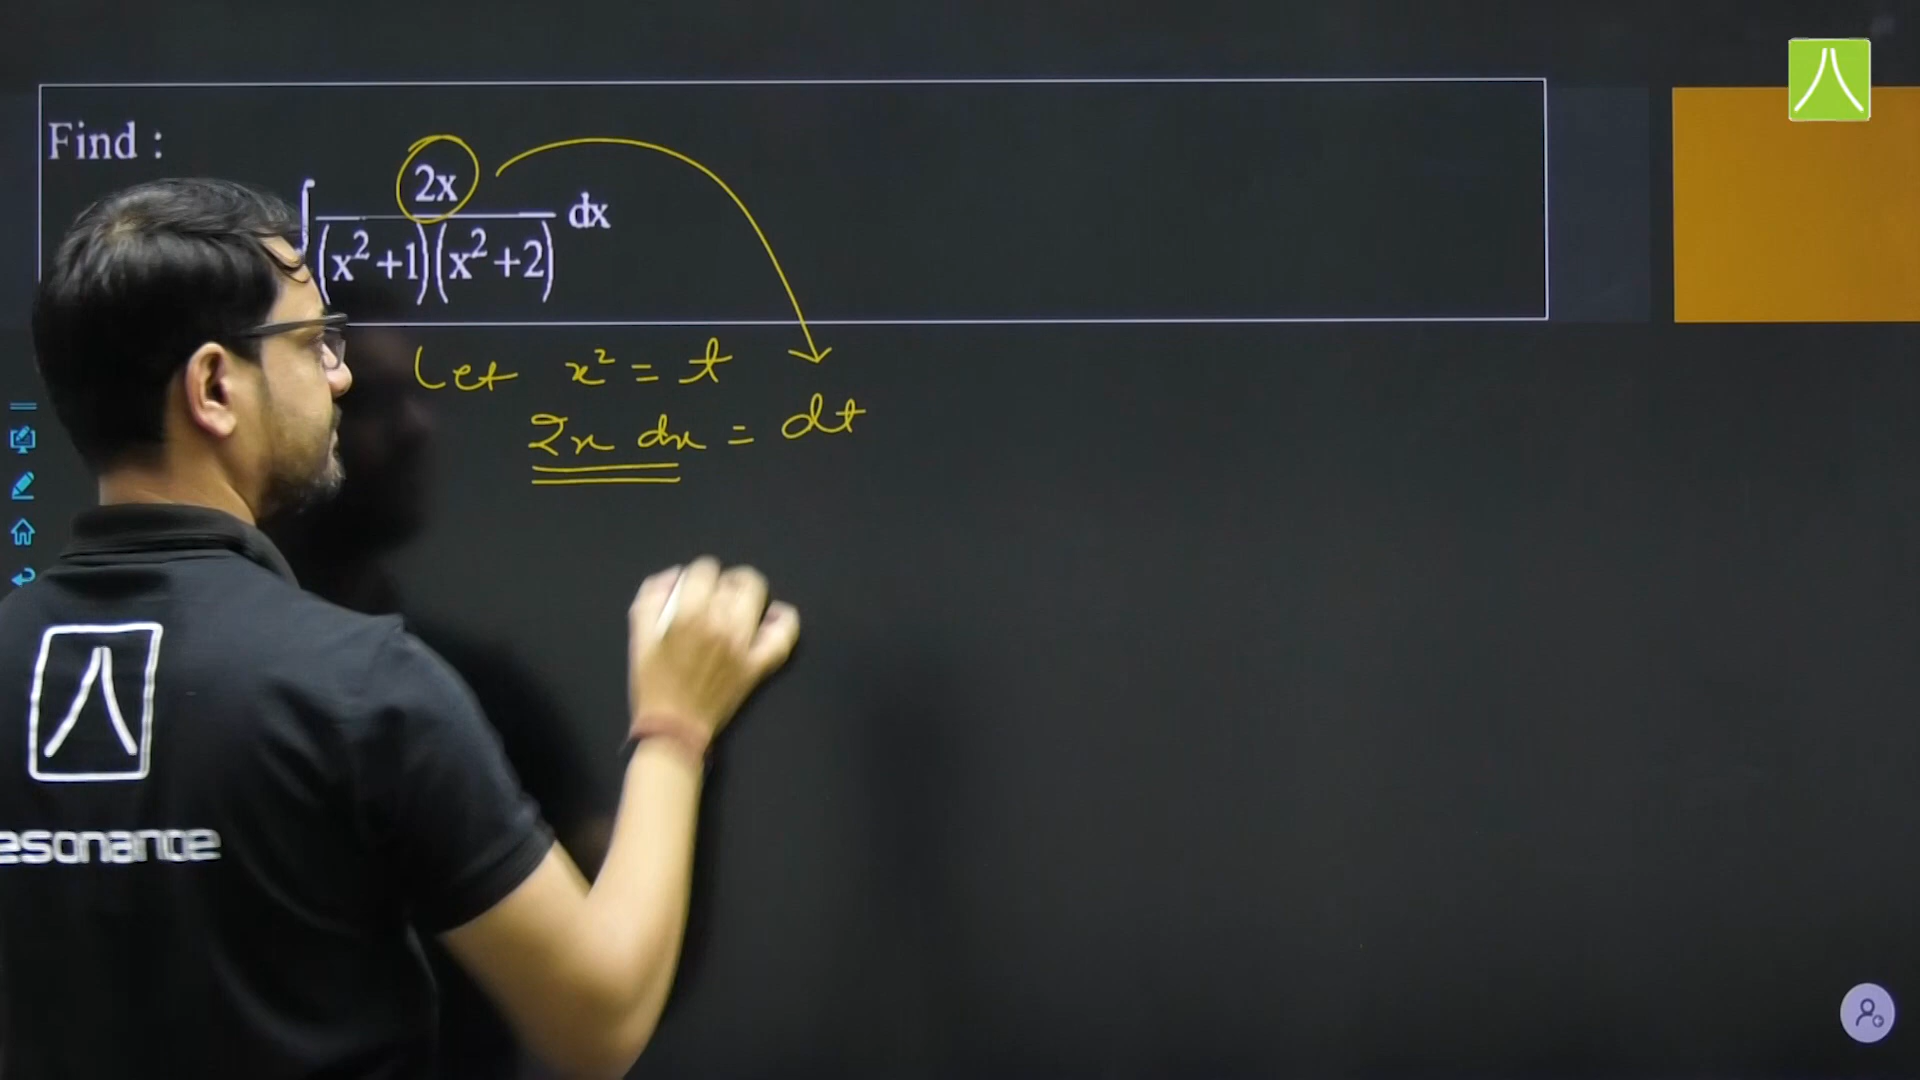 Find :
∫ 2x / (x²+1)(x²+2) dx
Let x² = t
2x dx = dt
esonance